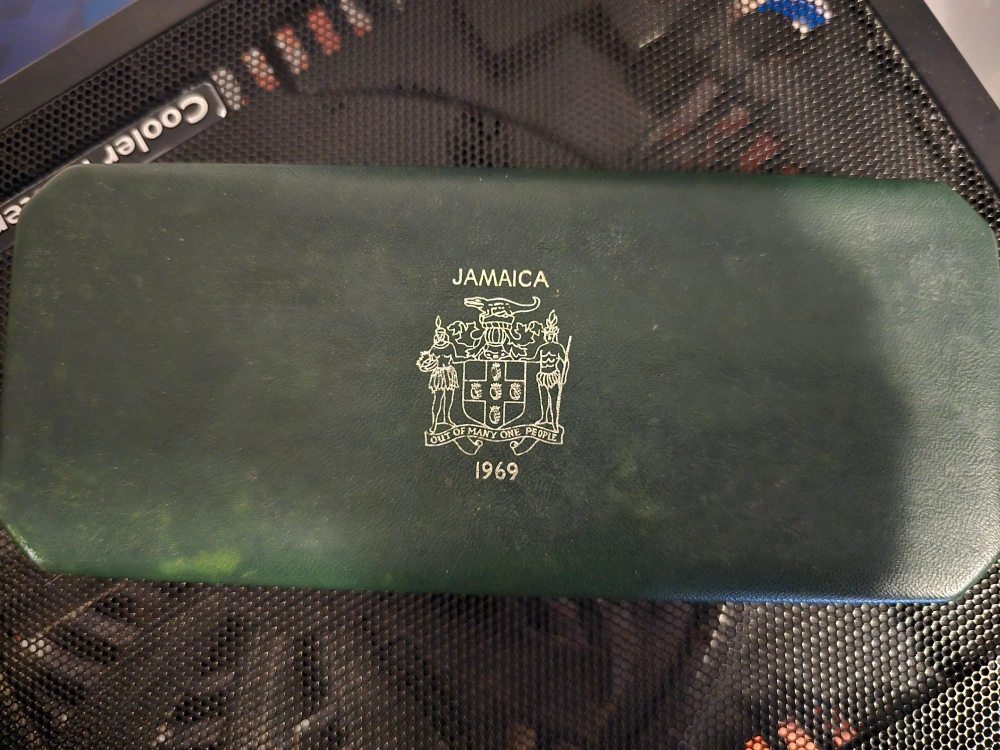 Cooler
JAMAICA
OUT OF MANY ONE PEOPLE
1969